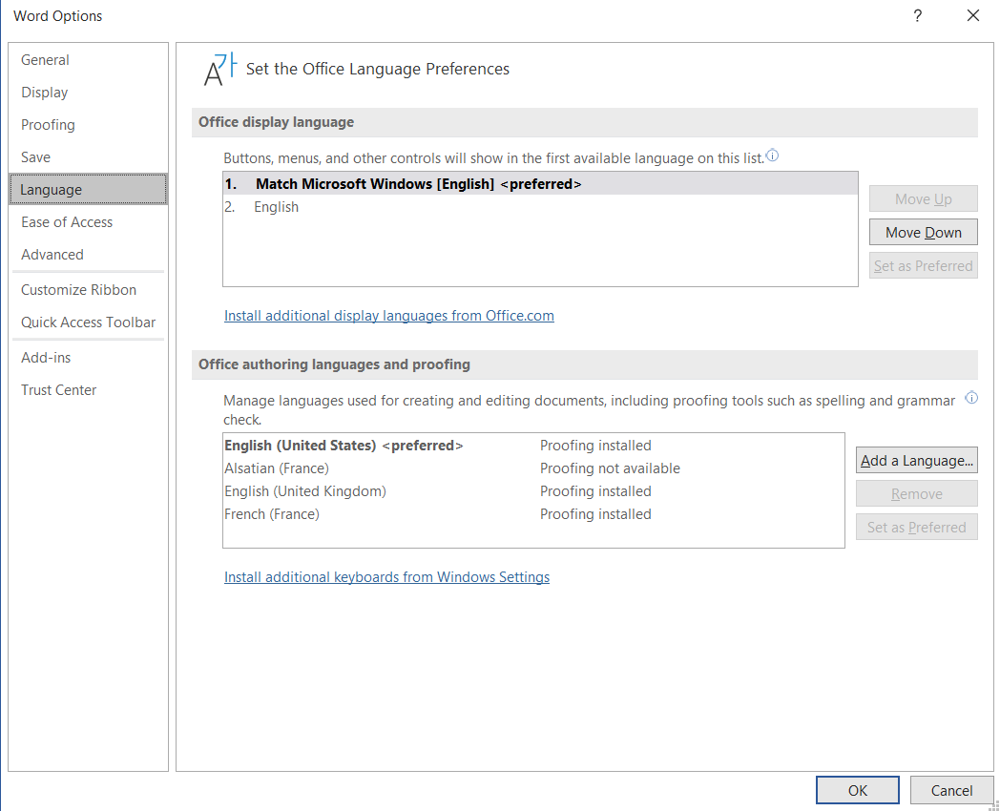 Word Options
?
General
Display
Proofing
Save
Language
Ease of Access
Advanced
Customize Ribbon
Quick Access Toolbar
Add-ins
Trust Center
A가 Set the Office Language Preferences
Office display language
Buttons, menus, and other controls will show in the first available language on this list.
1. Match Microsoft Windows [English] <preferred>
2. English
Move Up
Move Down
Set as Preferred
Install additional display languages from Office.com
Office authoring languages and proofing
Manage languages used for creating and editing documents, including proofing tools such as spelling and grammar
check.
English (United States) <preferred> Proofing installed
Alsatian (France) Proofing not available
English (United Kingdom) Proofing installed
French (France) Proofing installed
Add a Language...
Remove
Set as Preferred
Install additional keyboards from Windows Settings
OK Cancel